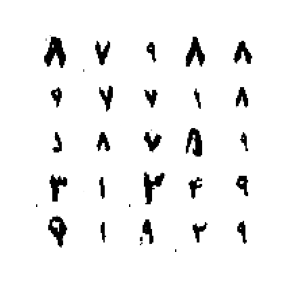 ۸ ۷ ۹ ۸ ۸
۹ ۷ ۷ ۱ ۸
۸ ۷ ۸ ۹
۳ ۱ ۳ ۴ ۹
۹ ۱ ۸ ۲ ۹